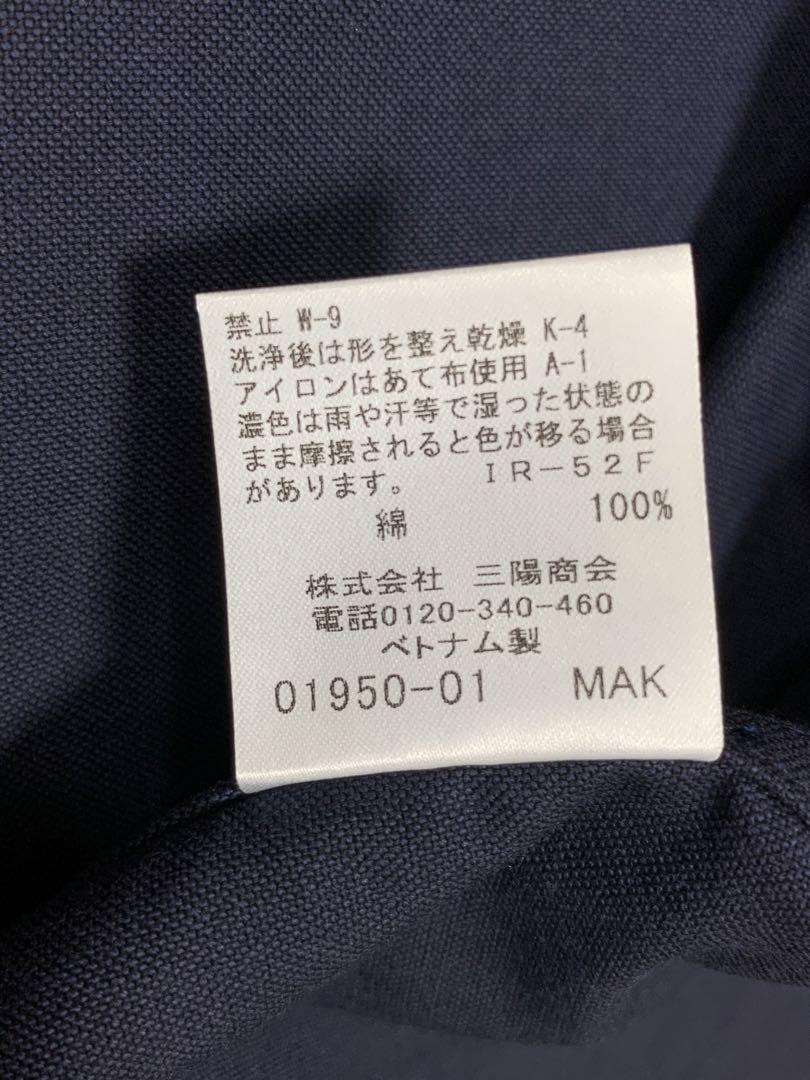 禁止 W-9
洗浄後は形を整え乾燥 K-4
アイロンはあて布使用 A-1
濃色は雨や汗等で湿った状態の
まま摩擦されると色が移る場合
があります。 IR-52F
綿 100%
株式会社 三陽商会
電話0120-340-460
ベトナム製
01950-01 MAK